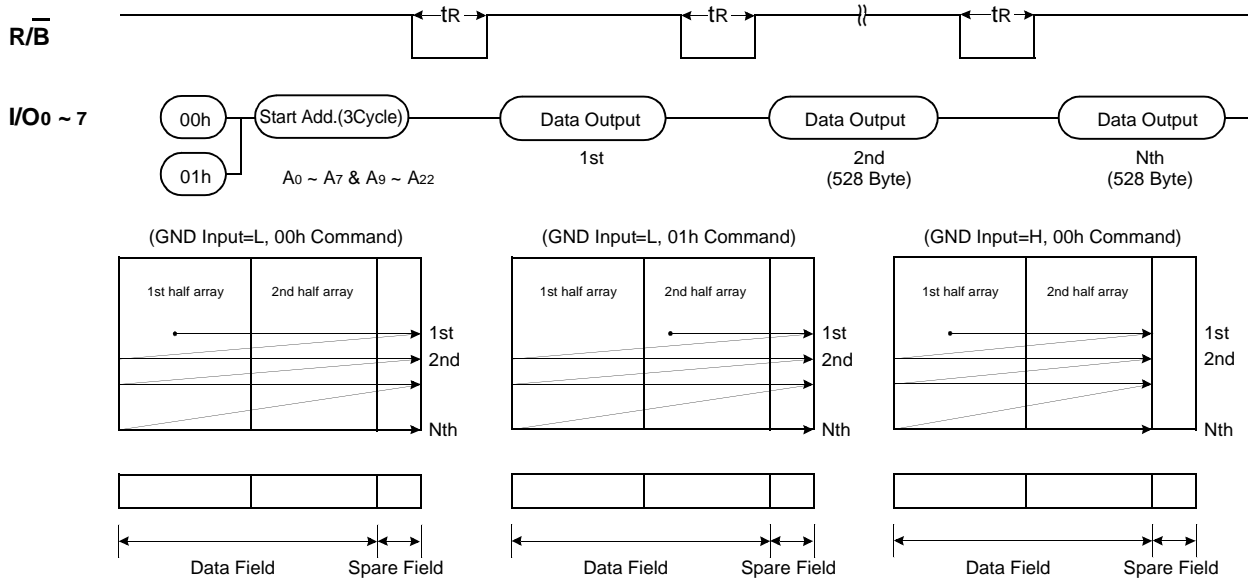 R/B tR tR tR
I/O0 ~ 7 00h Start Add.(3Cycle) Data Output Data Output Data Output
01h A0 ~ A7 & A9 ~ A22 1st 2nd Nth
(528 Byte) (528 Byte)
(GND Input=L, 00h Command) (GND Input=L, 01h Command) (GND Input=H, 00h Command)
1st half array 2nd half array 1st half array 2nd half array 1st half array 2nd half array
1st 1st 1st
2nd 2nd 2nd
Nth Nth Nth
Data Field Spare Field Data Field Spare Field Data Field Spare Field